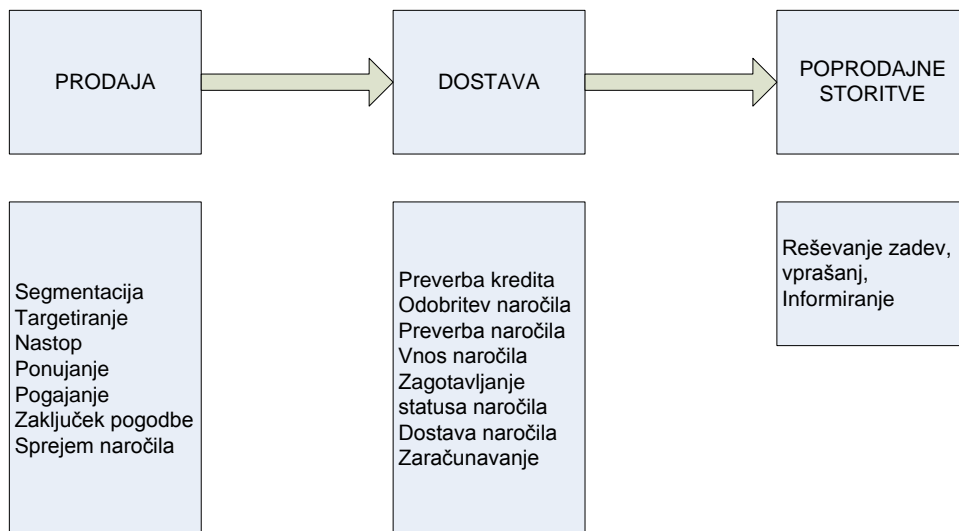 PRODAJA
DOSTAVA
POPRODAJNE
STORITVE
Segmentacija
Targetiranje
Nastop
Ponujanje
Pogajanje
Zaključek pogodbe
Sprejem naročila
Preverba kredita
Odobritev naročila
Preverba naročila
Vnos naročila
Zagotavljanje
statusa naročila
Dostava naročila
Zaračunavanje
Reševanje zadev,
vprašanj,
Informiranje